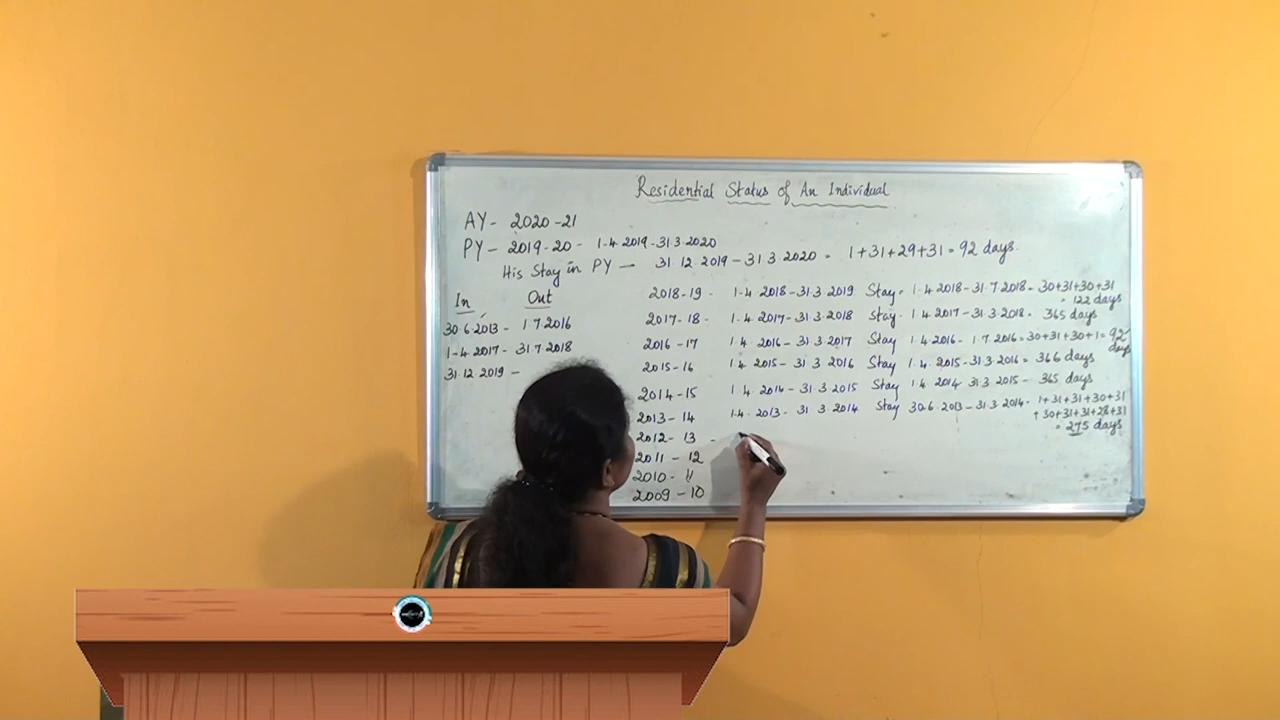 Residential Status of An Individual
AY- 2020-21
PY- 2019-20- 1.4.2019-31.3.2020
His Stay in PY — 31.12.2019-31.3.2020 = 1+31+29+31= 92 days.
In Out
30.6.2013- 1.7.2016
1-4.2017- 31.7.2018
31.12.2019 -
2018-19 - 1.4.2018-31.3.2019 Stay- 1.4.2018-31.7.2018- 30+31+30+31
= 122 days
2017-18- 1.4.2017-31.3.2018 Stay- 1.4.2017-31.3.2018= 365 days
2016-17 1.4.2016-31.3.2017 Stay 1.4.2016- 1.7.2016=30+31+30+1=92
days
2015-16 1.4.2015-31.3.2016 Stay 1.4.2015-31.3.2016= 366 days
2014-15 1.4.2014-31.3.2015 Stay 1.4.2014 31.3.2015- 365 days
2013-14 1.4.2013- 31.3.2014 Stay 30.6.2013-31.3.2014- 1+31+31+30+31
+30+31+31+28+31
= 275 days
2012-13 -
2011-12
2010-11
2009-10